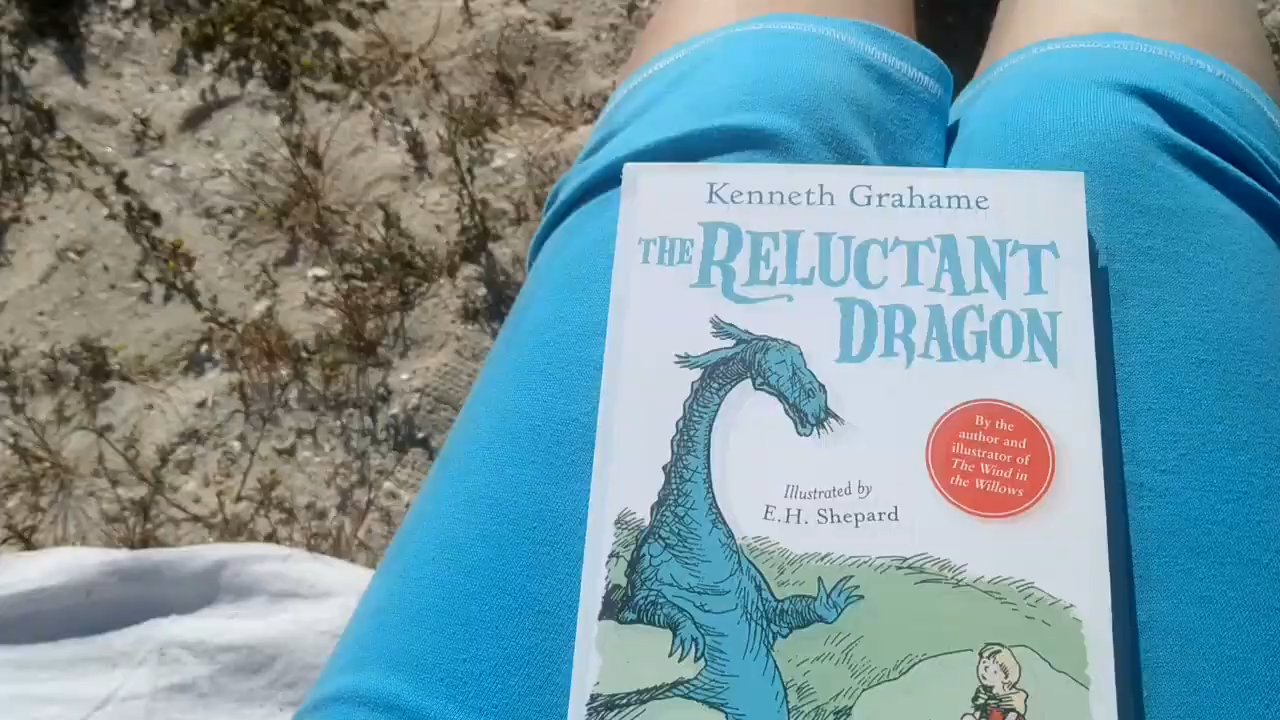 Kenneth Grahame
THE RELUCTANT
DRAGON
By the
author and
illustrator of
The Wind in
the Willows
Illustrated by
E.H. Shepard